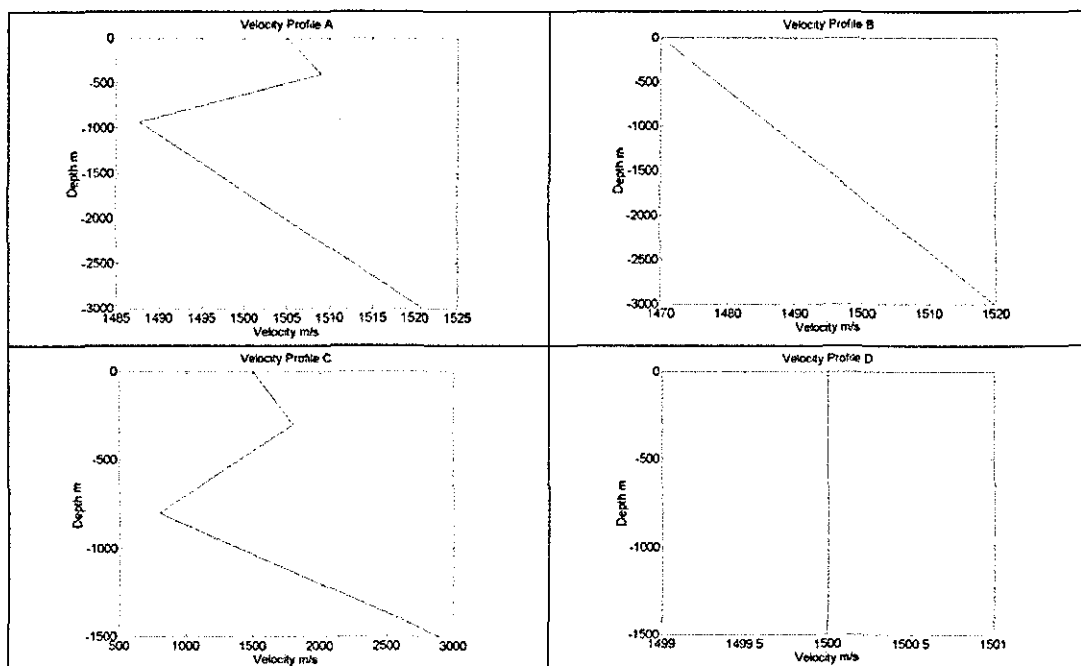 Velocity Profile A
0
-500
-1000
-1500
-2000
-2500
-3000
Depth m
1485 1490 1495 1500 1505 1510 1515 1520 1525
Velocity m/s
Velocity Profile B
0
-500
-1000
-1500
-2000
-2500
-3000
Depth m
1470 1480 1490 1500 1510 1520
Velocity m/s
Velocity Profile C
0
-500
-1000
-1500
Depth m
500 1000 1500 2000 2500 3000
Velocity m/s
Velocity Profile D
0
-500
-1000
-1500
Depth m
1499 1499 5 1500 1500 5 1501
Velocity m/s